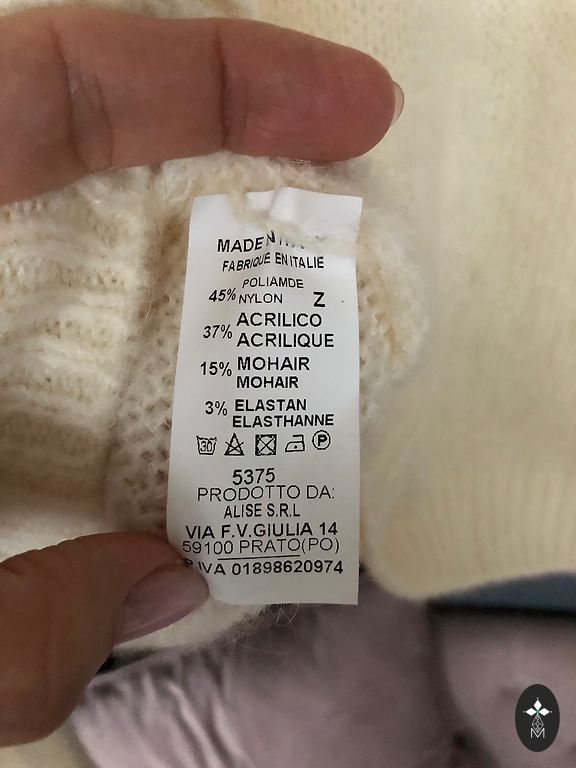 MADE IN
FABRIQUE EN ITALIE
POLIAMDE
45% NYLON Z
37% ACRILICO
ACRILIQUE
15% MOHAIR
MOHAIR
3% ELASTAN
ELASTHANNE
30 P
5375
PRODOTTO DA:
ALISE S.R.L
VIA F.V.GIULIA 14
59100 PRATO(PO)
P.IVA 01898620974
M